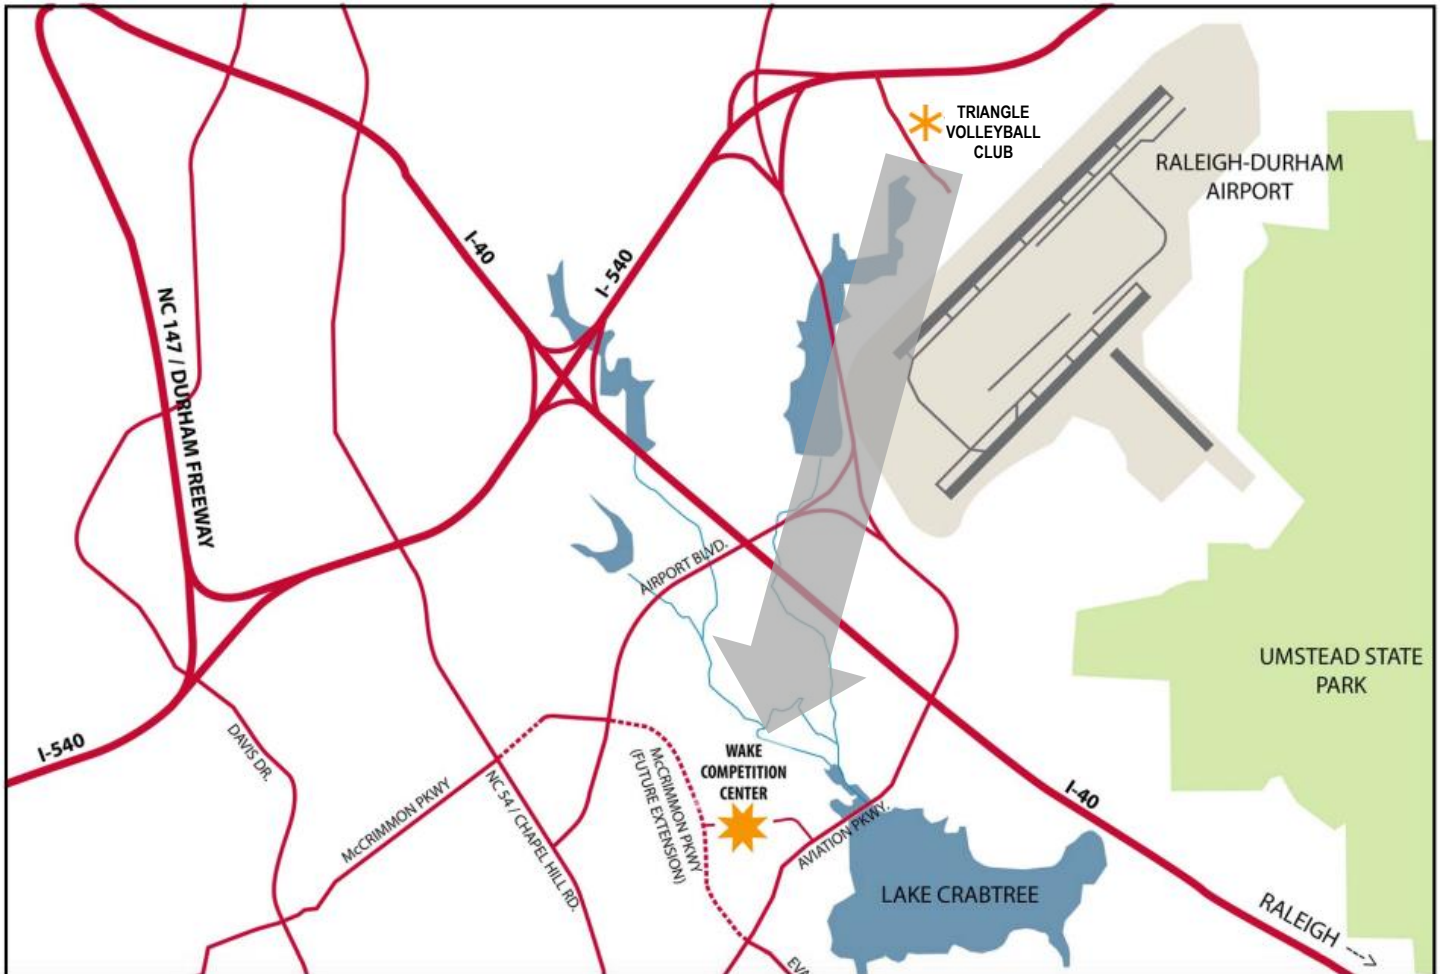 TRIANGLE
VOLLEYBALL
CLUB
RALEIGH-DURHAM
AIRPORT
I-40
I- 540
NC 147 / DURHAM FREEWAY
AIRPORT BLVD.
UMSTEAD STATE
PARK
I-540
DAVIS DR.
McCRIMMON PKWY
NC 54 / CHAPEL HILL RD.
McCRIMMON PKWY
(FUTURE EXTENSION)
WAKE
COMPETITION
CENTER
AVIATION PKWY.
I-40
LAKE CRABTREE
RALEIGH --->